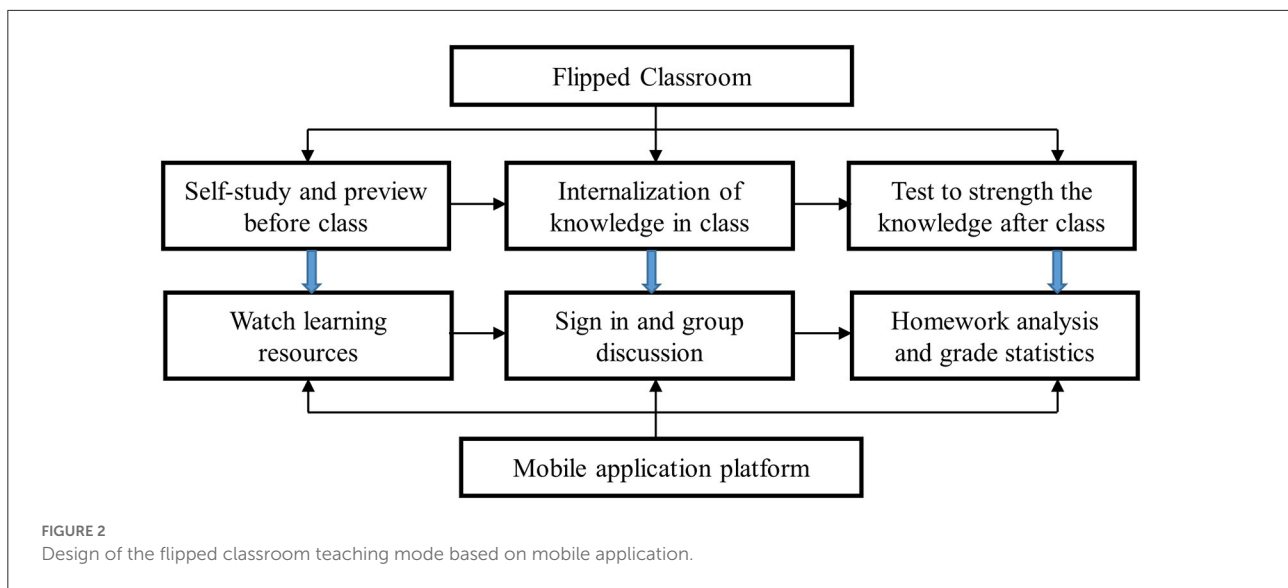 Flipped Classroom
Self-study and preview
before class
Internalization of
knowledge in class
Test to strength the
knowledge after class
Watch learning
resources
Sign in and group
discussion
Homework analysis
and grade statistics
Mobile application platform
FIGURE 2
Design of the flipped classroom teaching mode based on mobile application.